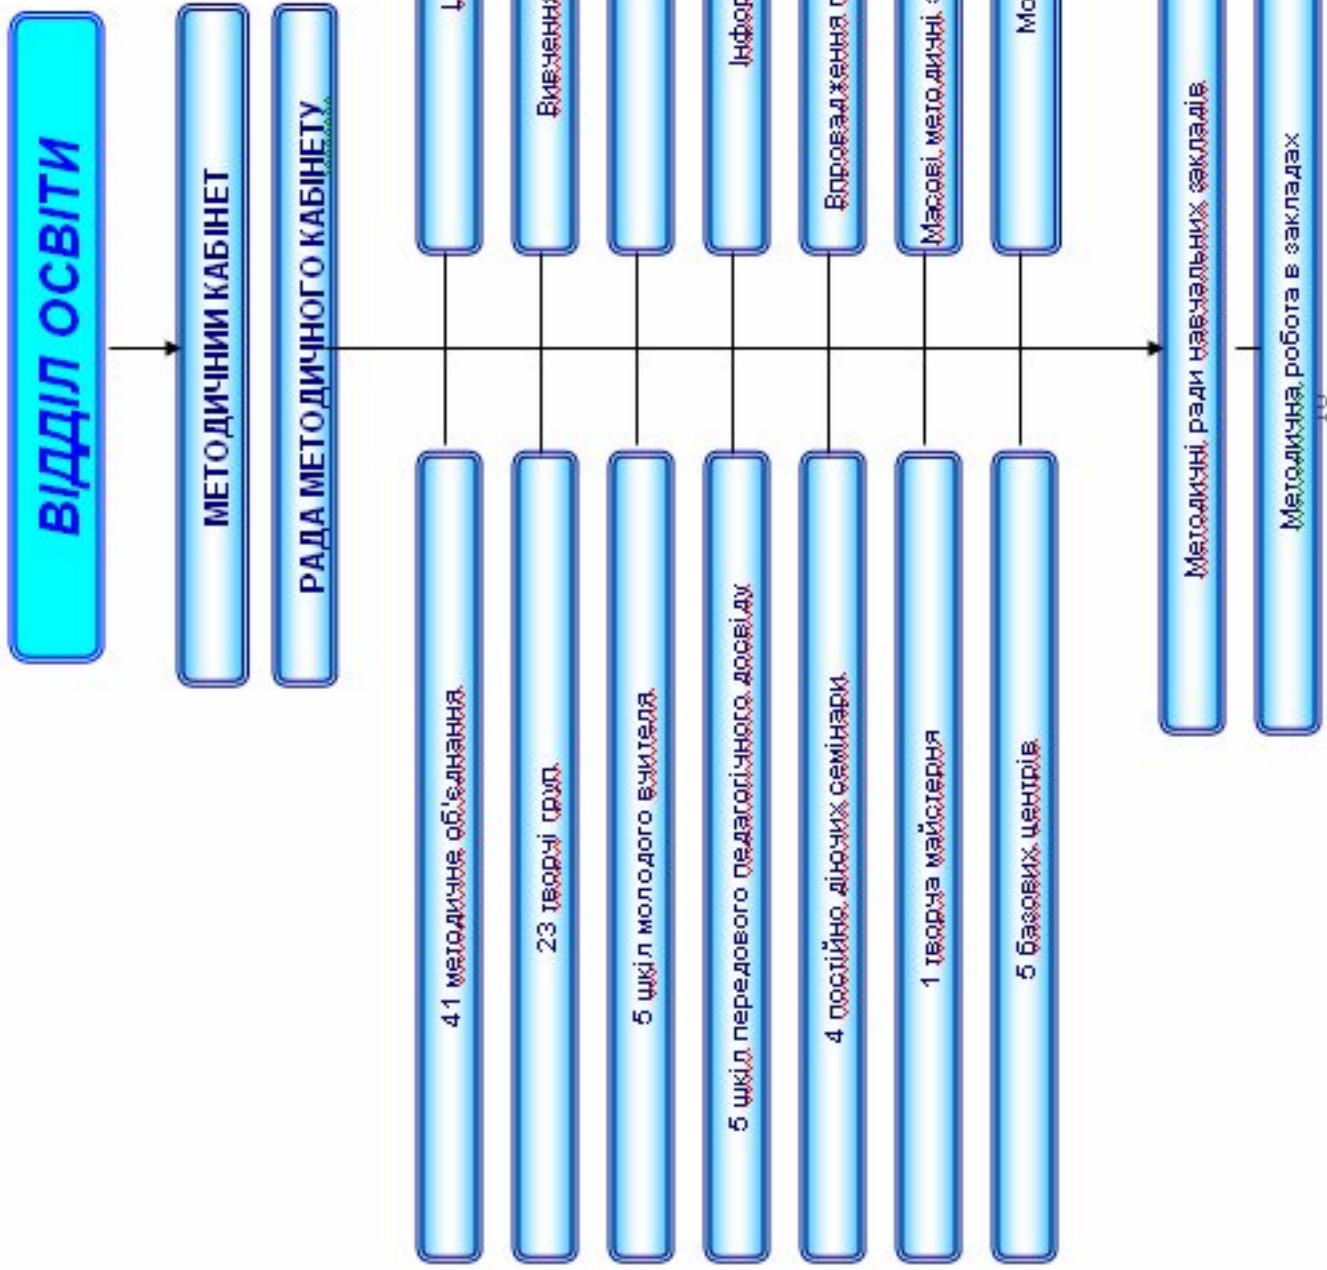 ВІДДІЛ ОСВІТИ
МЕТОДИЧНИЙ КАБІНЕТ
РАДА МЕТОДИЧНОГО КАБІНЕТУ
41 методичне об'єднання
23 творчі груп
Вивчення
5 шкіл молодого вчителя
5 шкіл передового педагогічного досвіду
4 постійно діючих семінари
Впровадження
1 творча майстерня
Масові методичні
5 базових центрів
Методичні ради навчальних закладів
Методична робота в закладах